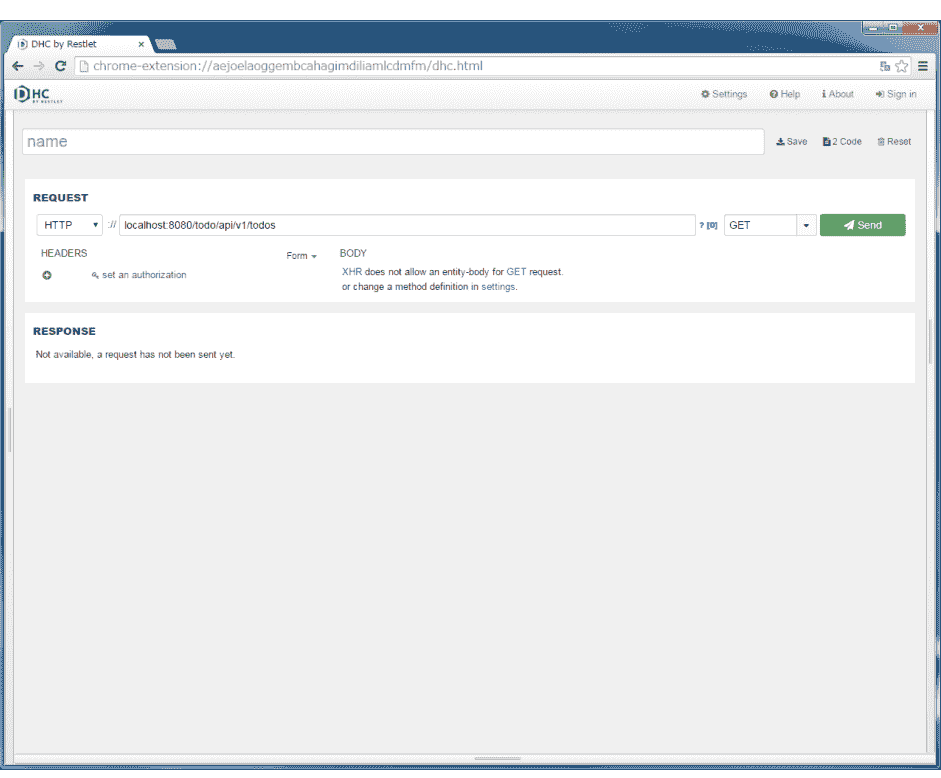 DHC by Restlet
chrome-extension://aejoelaoggembcahagimdiliamlcdmfm/dhc.html
DHC
BY RESTLET
Settings Help About Sign in
name
Save 2 Code Reset
REQUEST
HTTP :// localhost:8080/todo/api/v1/todos ? [0] GET Send
HEADERS Form BODY
set an authorization XHR does not allow an entity-body for GET request.
or change a method definition in settings.
RESPONSE
Not available, a request has not been sent yet.